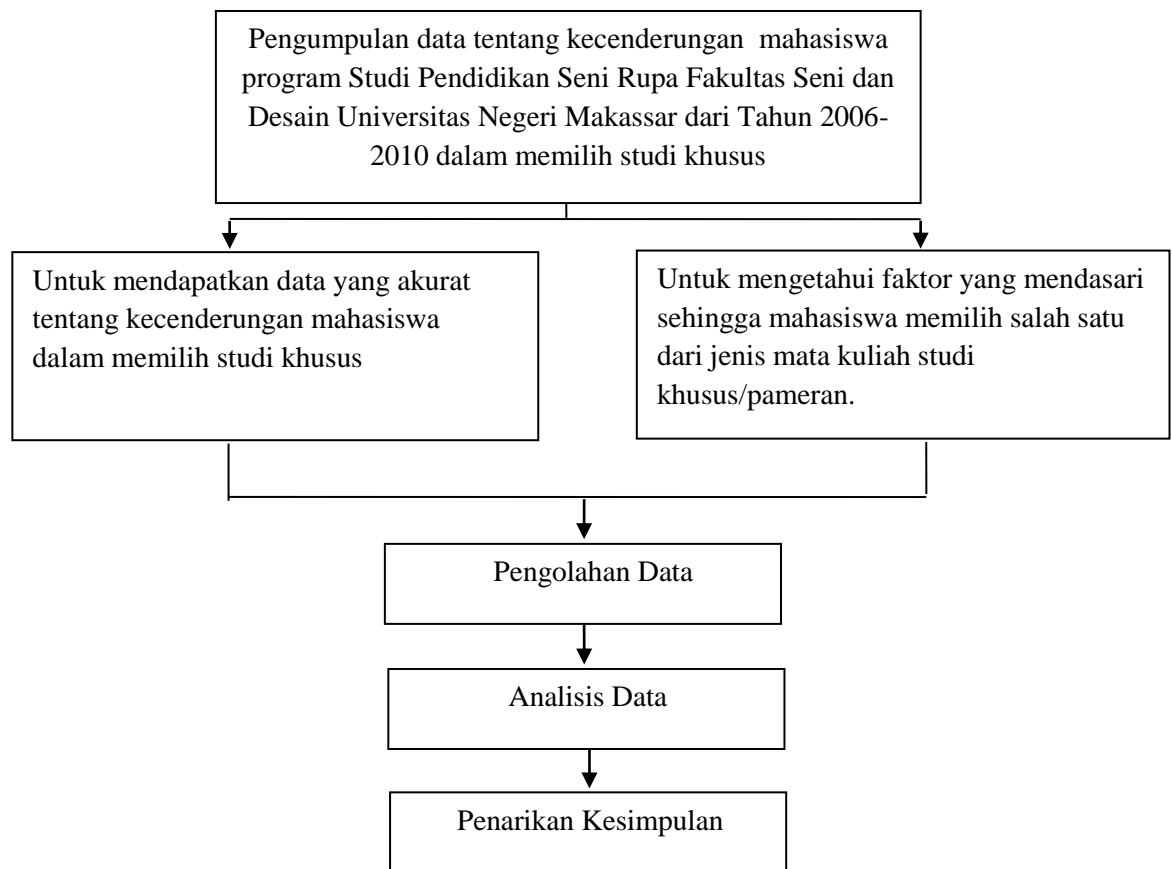 Pengumpulan data tentang kecenderungan mahasiswa
program Studi Pendidikan Seni Rupa Fakultas Seni dan
Desain Universitas Negeri Makassar dari Tahun 2006-
2010 dalam memilih studi khusus
Untuk mendapatkan data yang akurat
tentang kecenderungan mahasiswa
dalam memilih studi khusus
Untuk mengetahui faktor yang mendasari
sehingga mahasiswa memilih salah satu
dari jenis mata kuliah studi
khusus/pameran.
Pengolahan Data
Analisis Data
Penarikan Kesimpulan